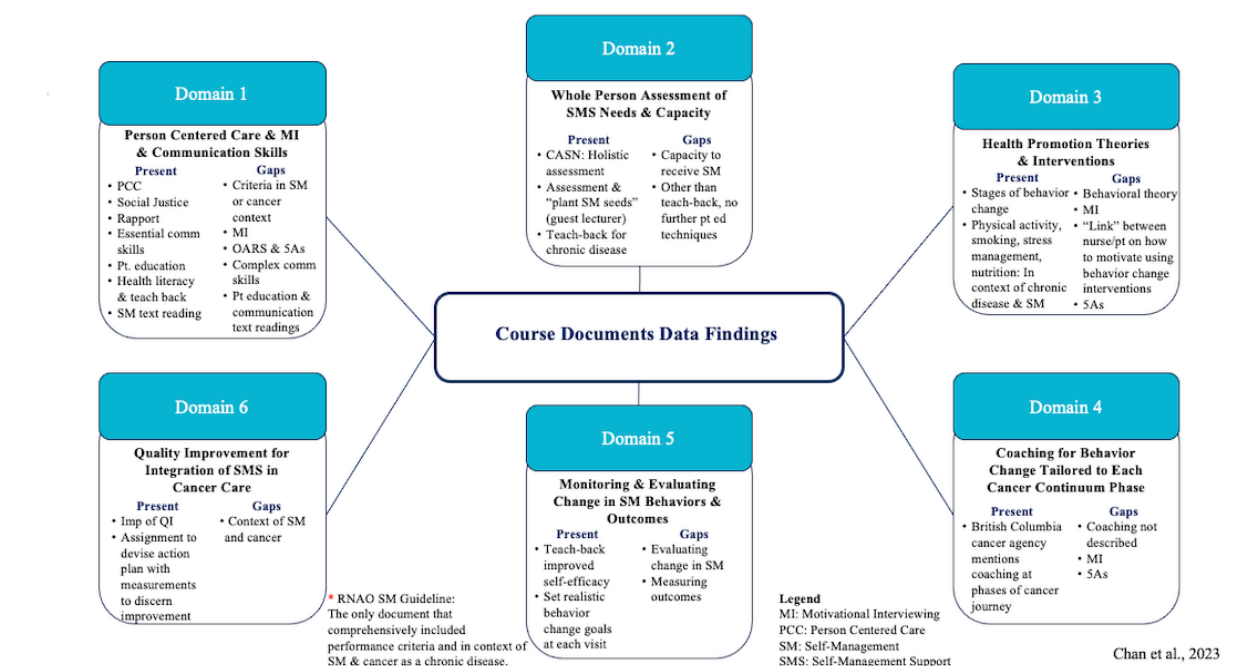 Domain 1
Person Centered Care & MI
& Communication Skills
Present
• PCC
• Social Justice
• Rapport
• Essential comm
skills
• Pt. education
• Health literacy
& teach back
• SM text reading
Gaps
• Criteria in SM
or cancer
context
• MI
• OARS & 5As
• Complex comm
skills
• Pt education &
communication
text readings
Domain 2
Whole Person Assessment of
SMS Needs & Capacity
Present
• CASN: Holistic
assessment
• Assessment &
“plant SM seeds”
(guest lecturer)
• Teach-back for
chronic disease
Gaps
• Capacity to
receive SM
• Other than
teach-back, no
further pt ed
techniques
Domain 3
Health Promotion Theories
& Interventions
Present
• Stages of behavior
change
• Physical activity,
smoking, stress
management,
nutrition: In
context of chronic
disease & SM
Gaps
• Behavioral theory
• MI
• “Link” between
nurse/pt on how
to motivate using
behavior change
interventions
• 5As
Course Documents Data Findings
Domain 6
Quality Improvement for
Integration of SMS in
Cancer Care
Present
• Imp of QI
• Assignment to
devise action
plan with
measurements
to discern
improvement
Gaps
• Context of SM
and cancer
Domain 5
Monitoring & Evaluating
Change in SM Behaviors &
Outcomes
Present
• Teach-back
improved
self-efficacy
• Set realistic
behavior
change goals
at each visit
Gaps
• Evaluating
change in SM
• Measuring
outcomes
Domain 4
Coaching for Behavior
Change Tailored to Each
Cancer Continuum Phase
Present
• British Columbia
cancer agency
mentions
coaching at
phases of cancer
journey
Gaps
• Coaching not
described
• MI
• 5As
* RNAO SM Guideline:
The only document that
comprehensively included
performance criteria and in context of
SM & cancer as a chronic disease.
Legend
MI: Motivational Interviewing
PCC: Person Centered Care
SM: Self-Management
SMS: Self-Management Support
Chan et al., 2023